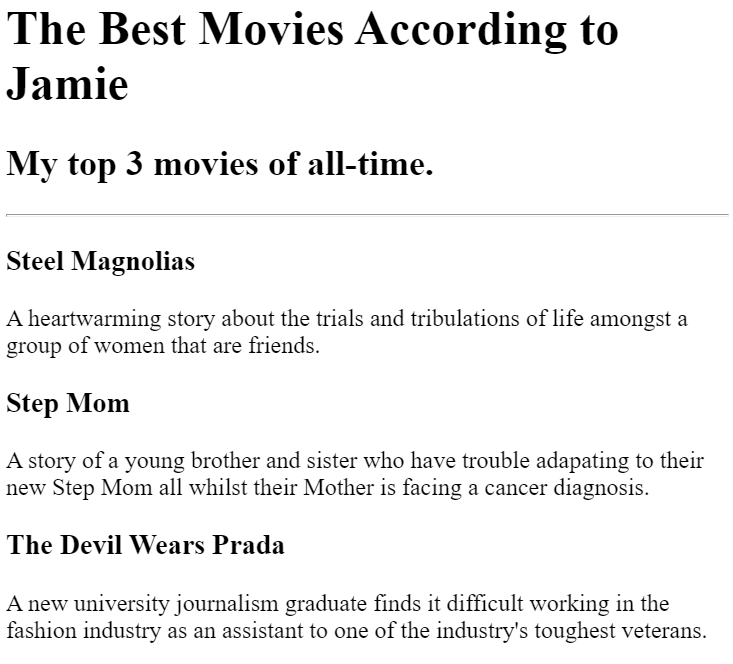 The Best Movies According to
Jamie
My top 3 movies of all-time.
Steel Magnolias
A heartwarming story about the trials and tribulations of life amongst a
group of women that are friends.
Step Mom
A story of a young brother and sister who have trouble adapating to their
new Step Mom all whilst their Mother is facing a cancer diagnosis.
The Devil Wears Prada
A new university journalism graduate finds it difficult working in the
fashion industry as an assistant to one of the industry's toughest veterans.